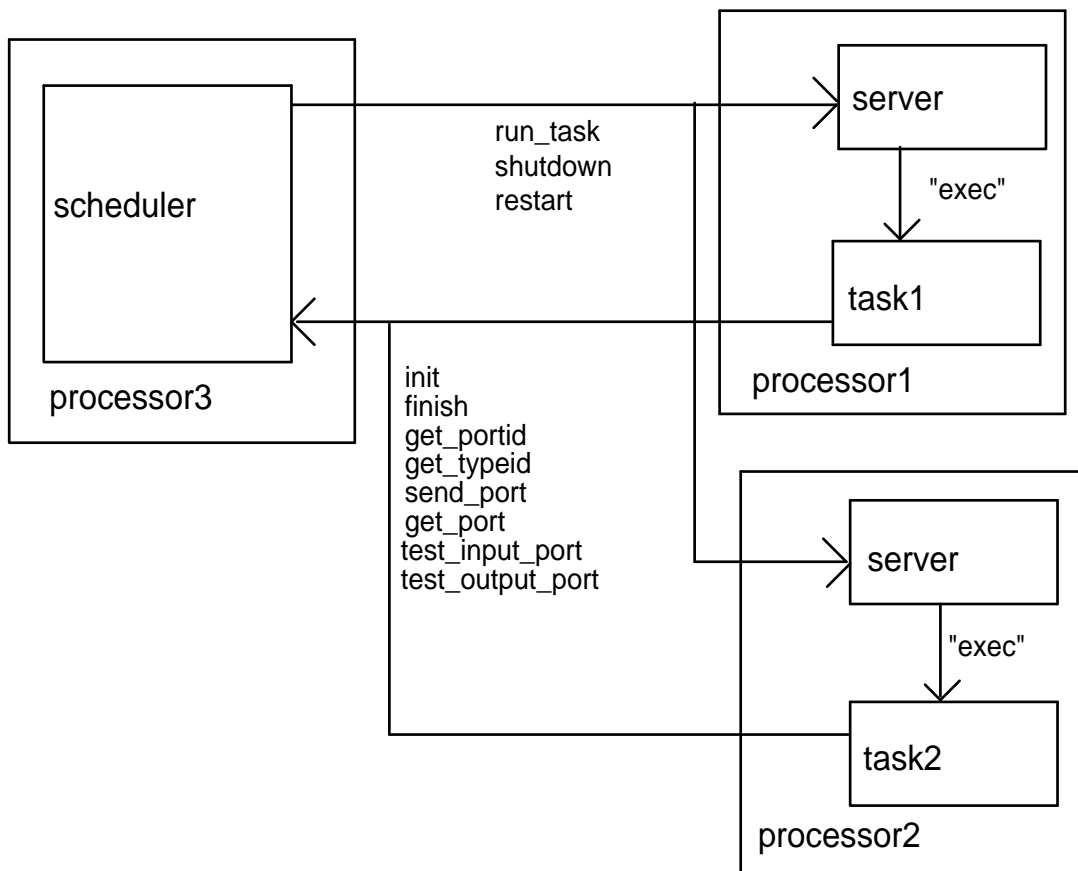 scheduler
processor3
run_task
shutdown
restart
server
"exec"
task1
processor1
init
finish
get_portid
get_typeid
send_port
get_port
test_input_port
test_output_port
server
"exec"
task2
processor2